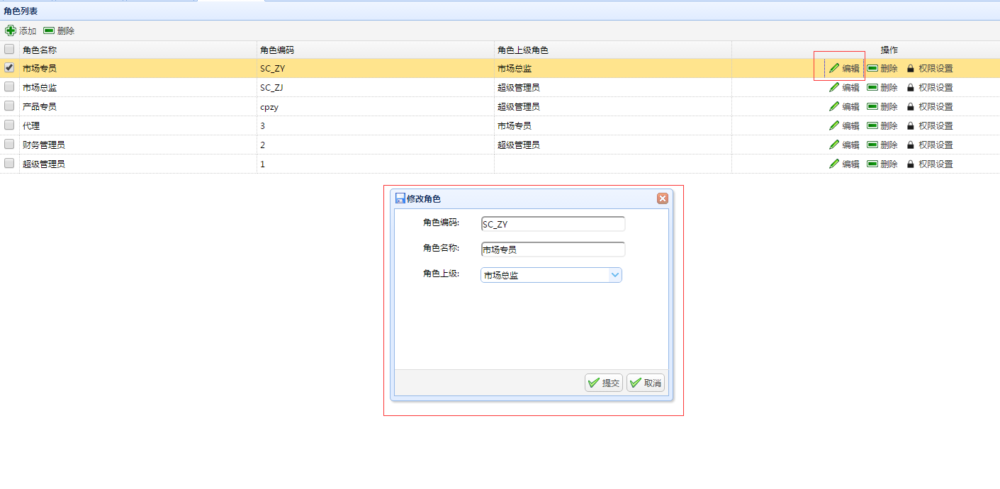 角色列表
添加 删除
角色名称 角色编码 角色上级角色 操作
市场专员 SC_ZY 市场总监 编辑 删除 权限设置
市场总监 SC_ZJ 超级管理员 编辑 删除 权限设置
产品专员 cpzy 超级管理员 编辑 删除 权限设置
代理 3 市场专员 编辑 删除 权限设置
财务管理员 2 超级管理员 编辑 删除 权限设置
超级管理员 1 编辑 删除 权限设置
修改角色
角色编码: SC_ZY
角色名称: 市场专员
角色上级: 市场总监
提交 取消